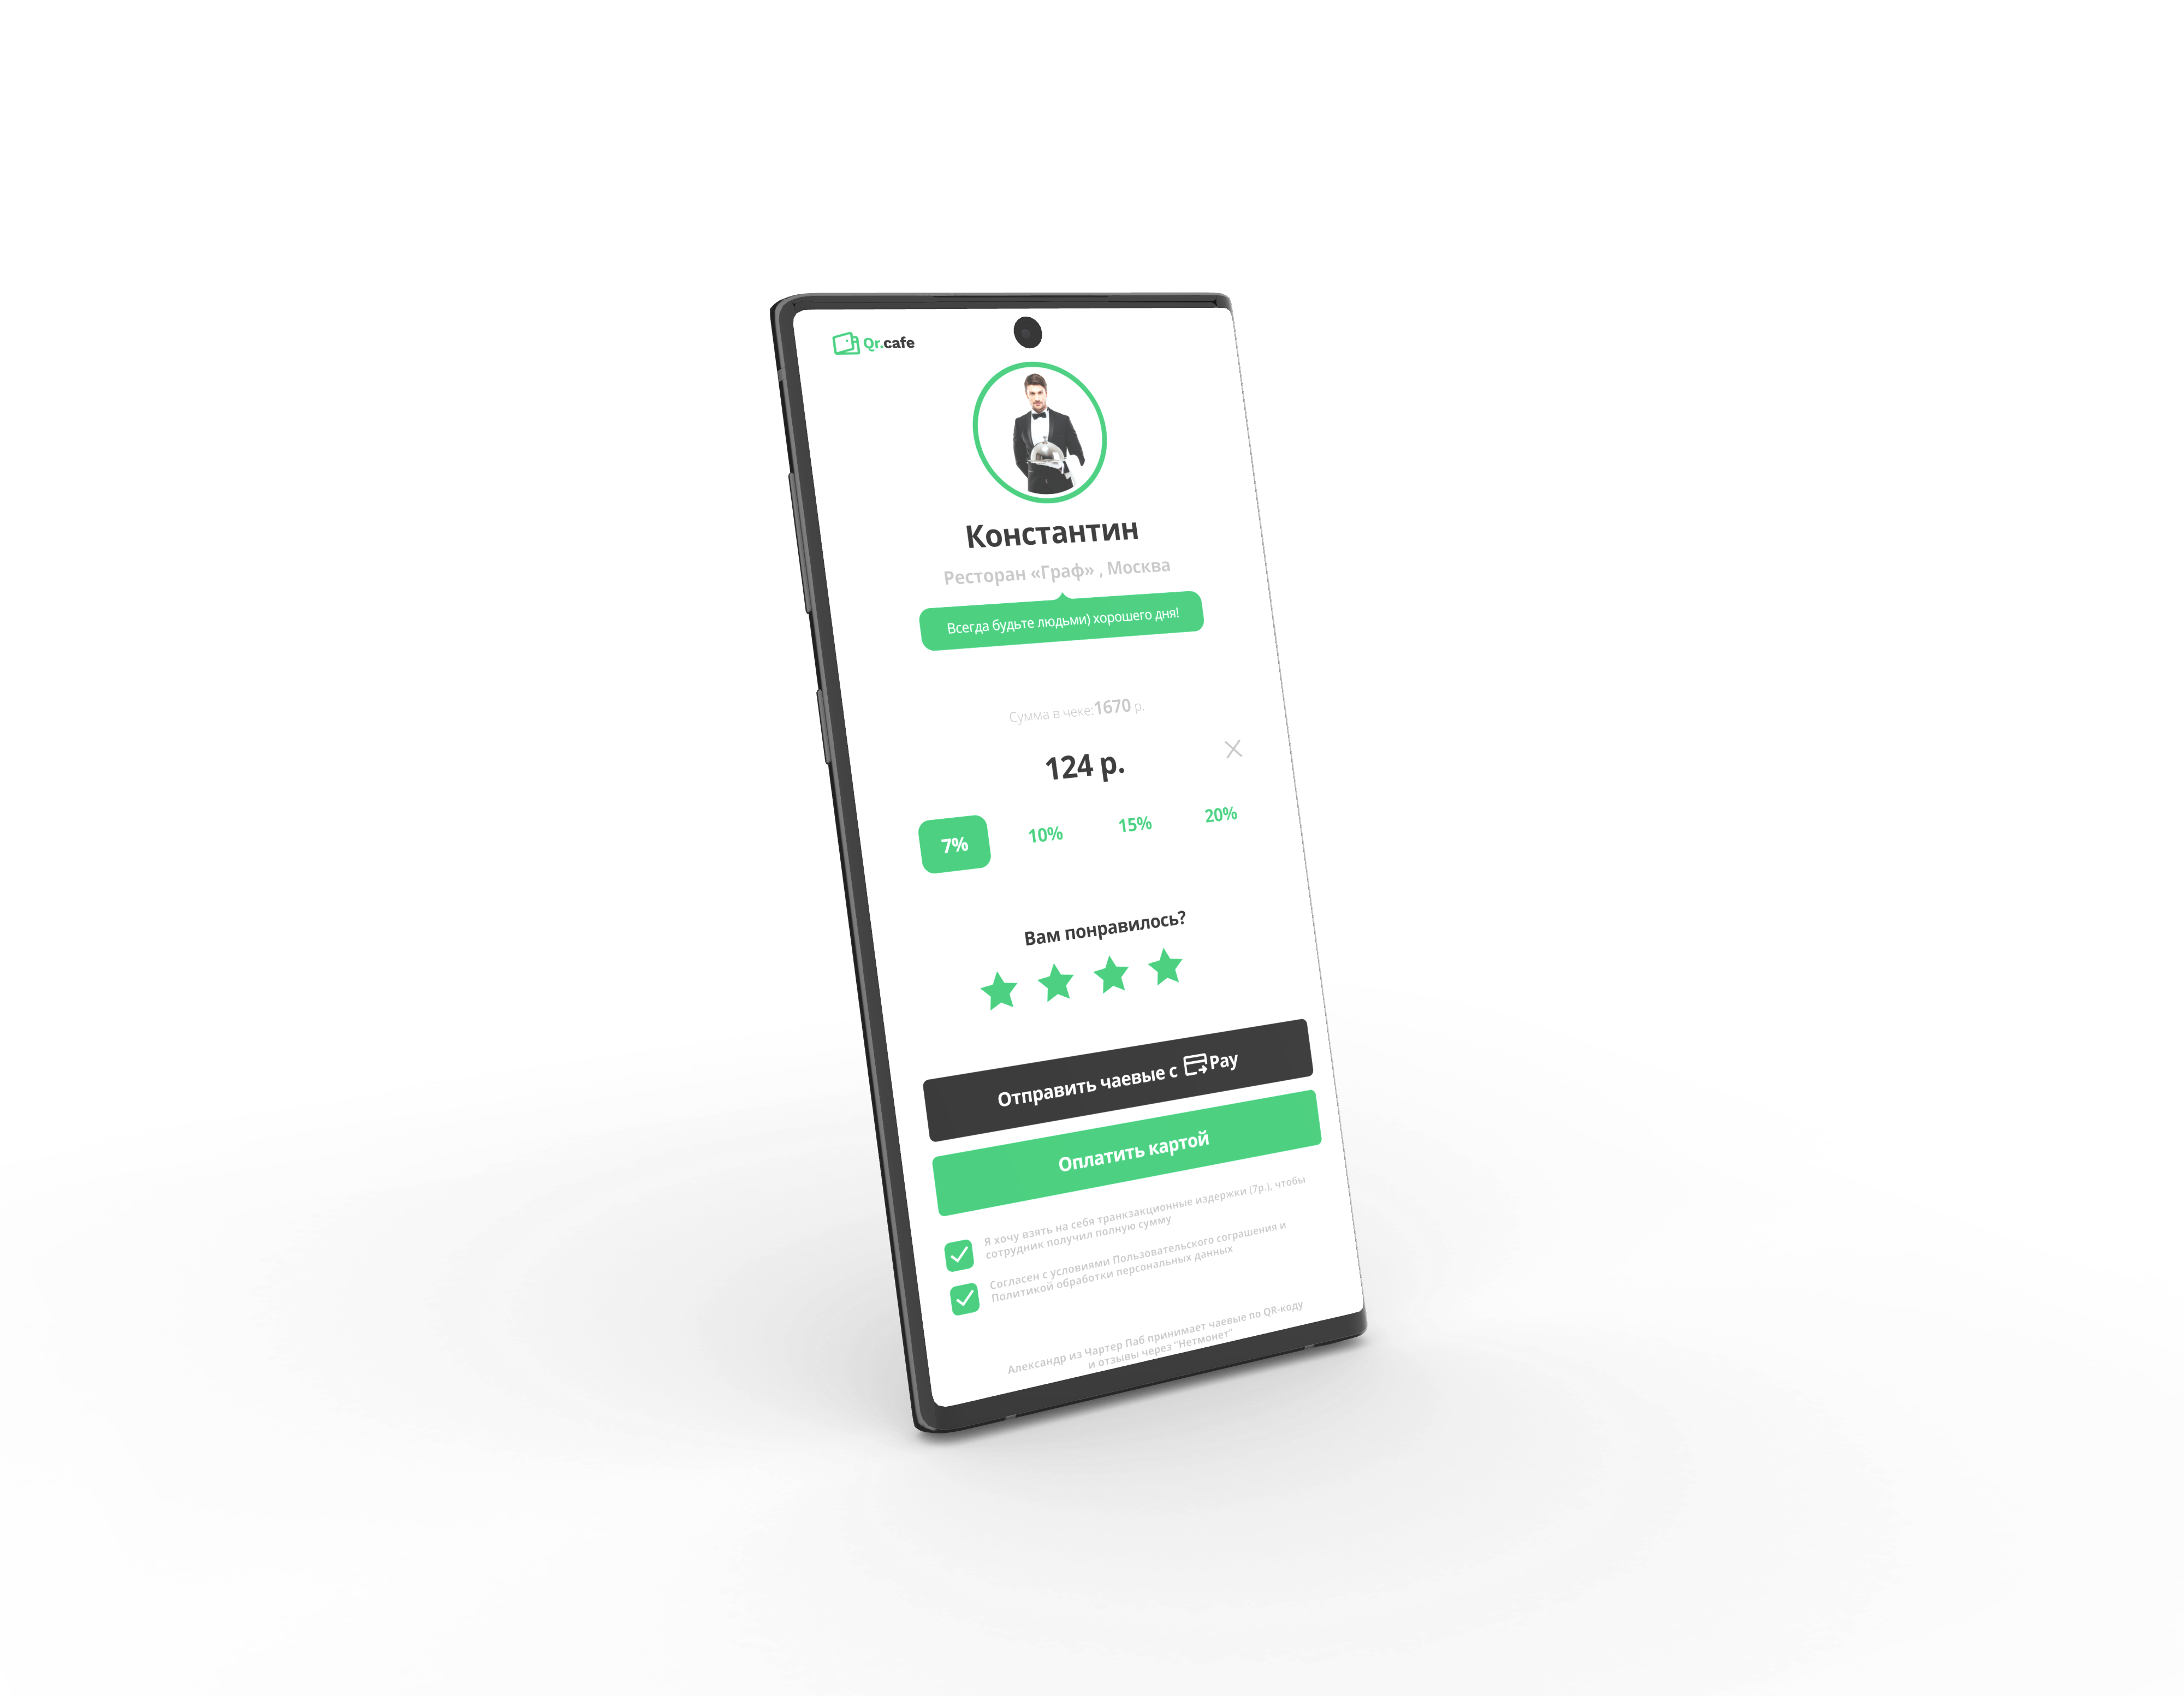 Qr.cafe
Константин
Ресторан «Граф» , Москва
Всегда будьте людьми) хорошего дня!
Сумма в чеке:1670 р.
124 р.
7% 10% 15% 20%
Вам понравилось?
Отправить чаевые с Pay
Оплатить картой
Я хочу взять на себя транкзакционные издержки (7р.), чтобы
сотрудник получил полную сумму
Согласен с условиями Пользовательского сограшения и
Политикой обработки персональных данных
Александр из Чартер Паб принимает чаевые по QR-коду
и отзывы через "Нетмонет"